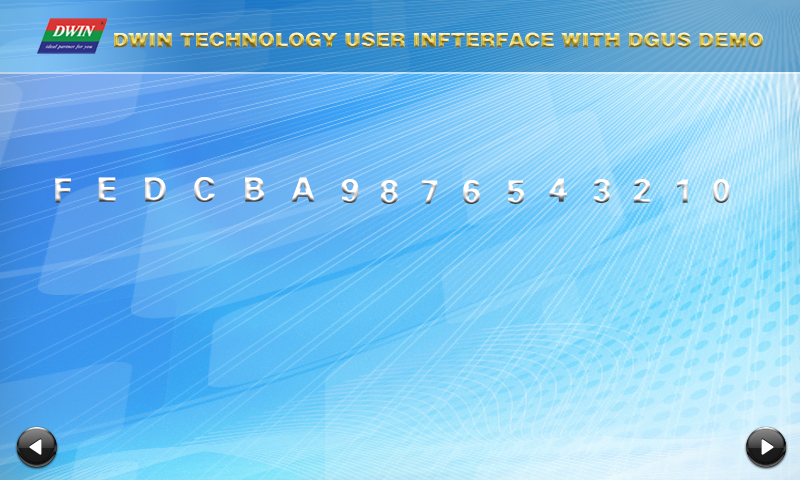 DWIN
ideal partner for you
DWIN TECHNOLOGY USER INFTERFACE WITH DGUS DEMO
F E D C B A 9 8 7 6 5 4 3 2 1 0